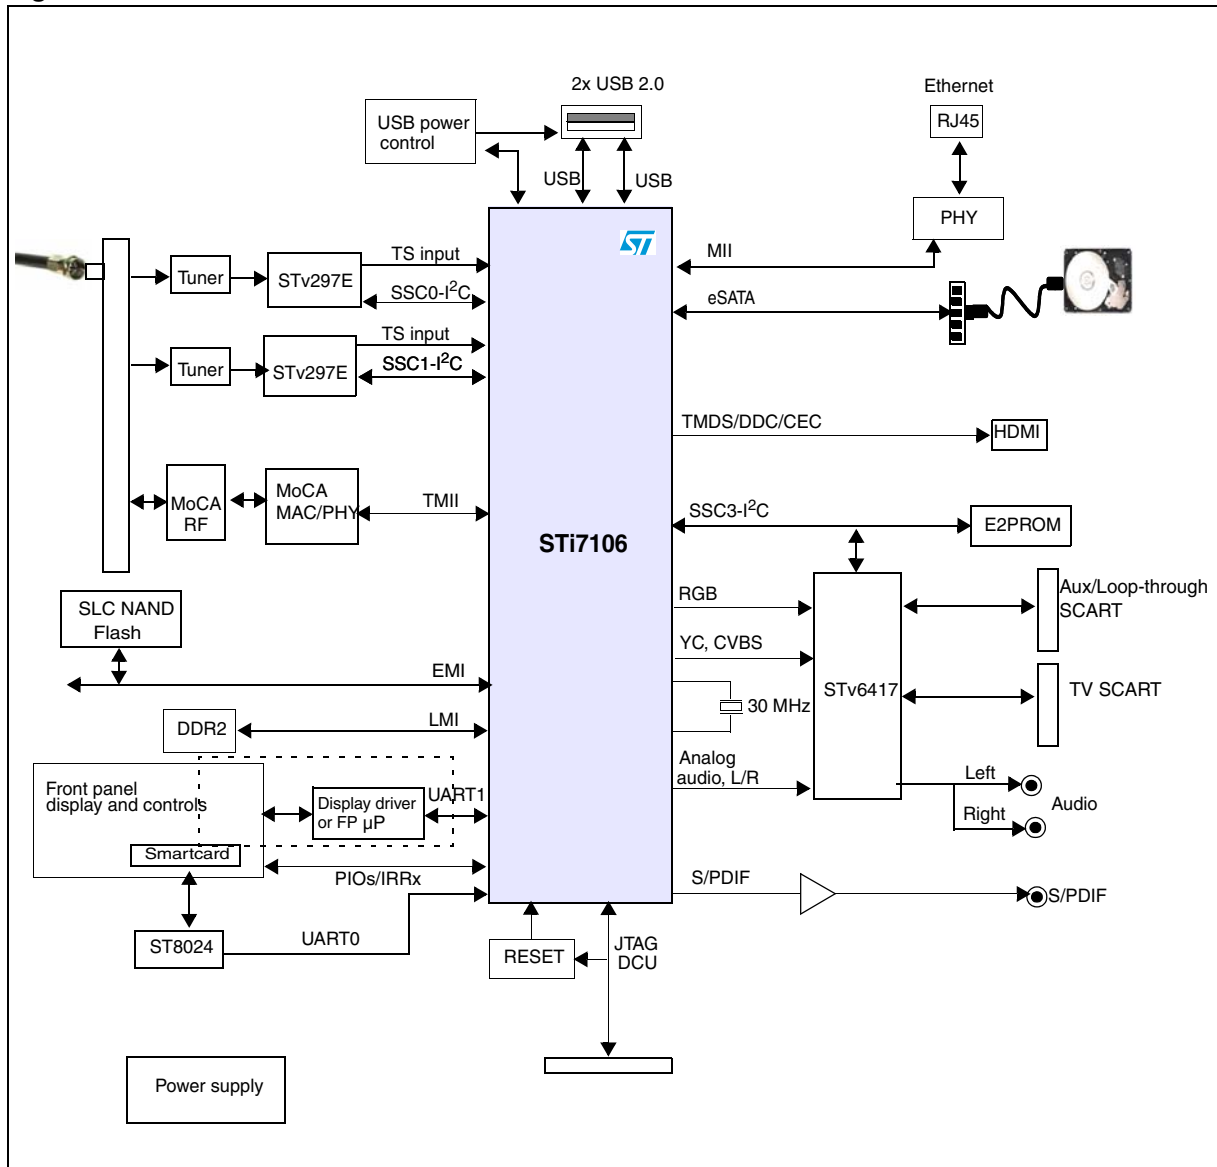 2x USB 2.0
Ethernet
USB power
control
RJ45
USB
USB
PHY
ST
TS input
MII
Tuner
STv297E
SSC0-I²C
eSATA
TS input
Tuner
STv297E
SSC1-I²C
TMDS/DDC/CEC
HDMI
MoCA
RF
MoCA
MAC/PHY
TMII
SSC3-I²C
E2PROM
STi7106
SLC NAND
Flash
RGB
Aux/Loop-through
SCART
YC, CVBS
EMI
STv6417
TV SCART
30 MHz
DDR2
LMI
Analog
audio, L/R
Front panel
display and controls
Display driver
or FP µP
UART1
Left
Right
Audio
Smartcard
PIOs/IRRx
S/PDIF
S/PDIF
ST8024
UART0
RESET
JTAG
DCU
Power supply